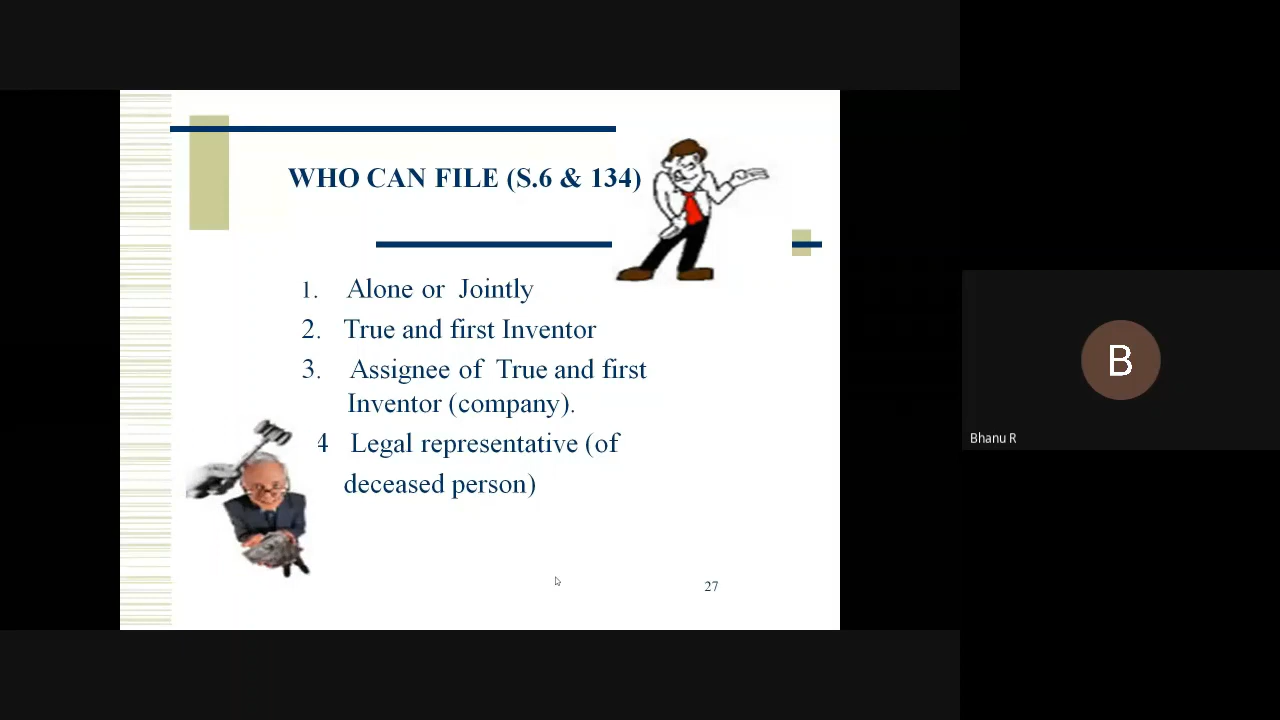 WHO CAN FILE (S.6 & 134)
1. Alone or Jointly
2. True and first Inventor
3. Assignee of True and first
Inventor (company).
4 Legal representative (of
deceased person)
27
B
Bhanu R